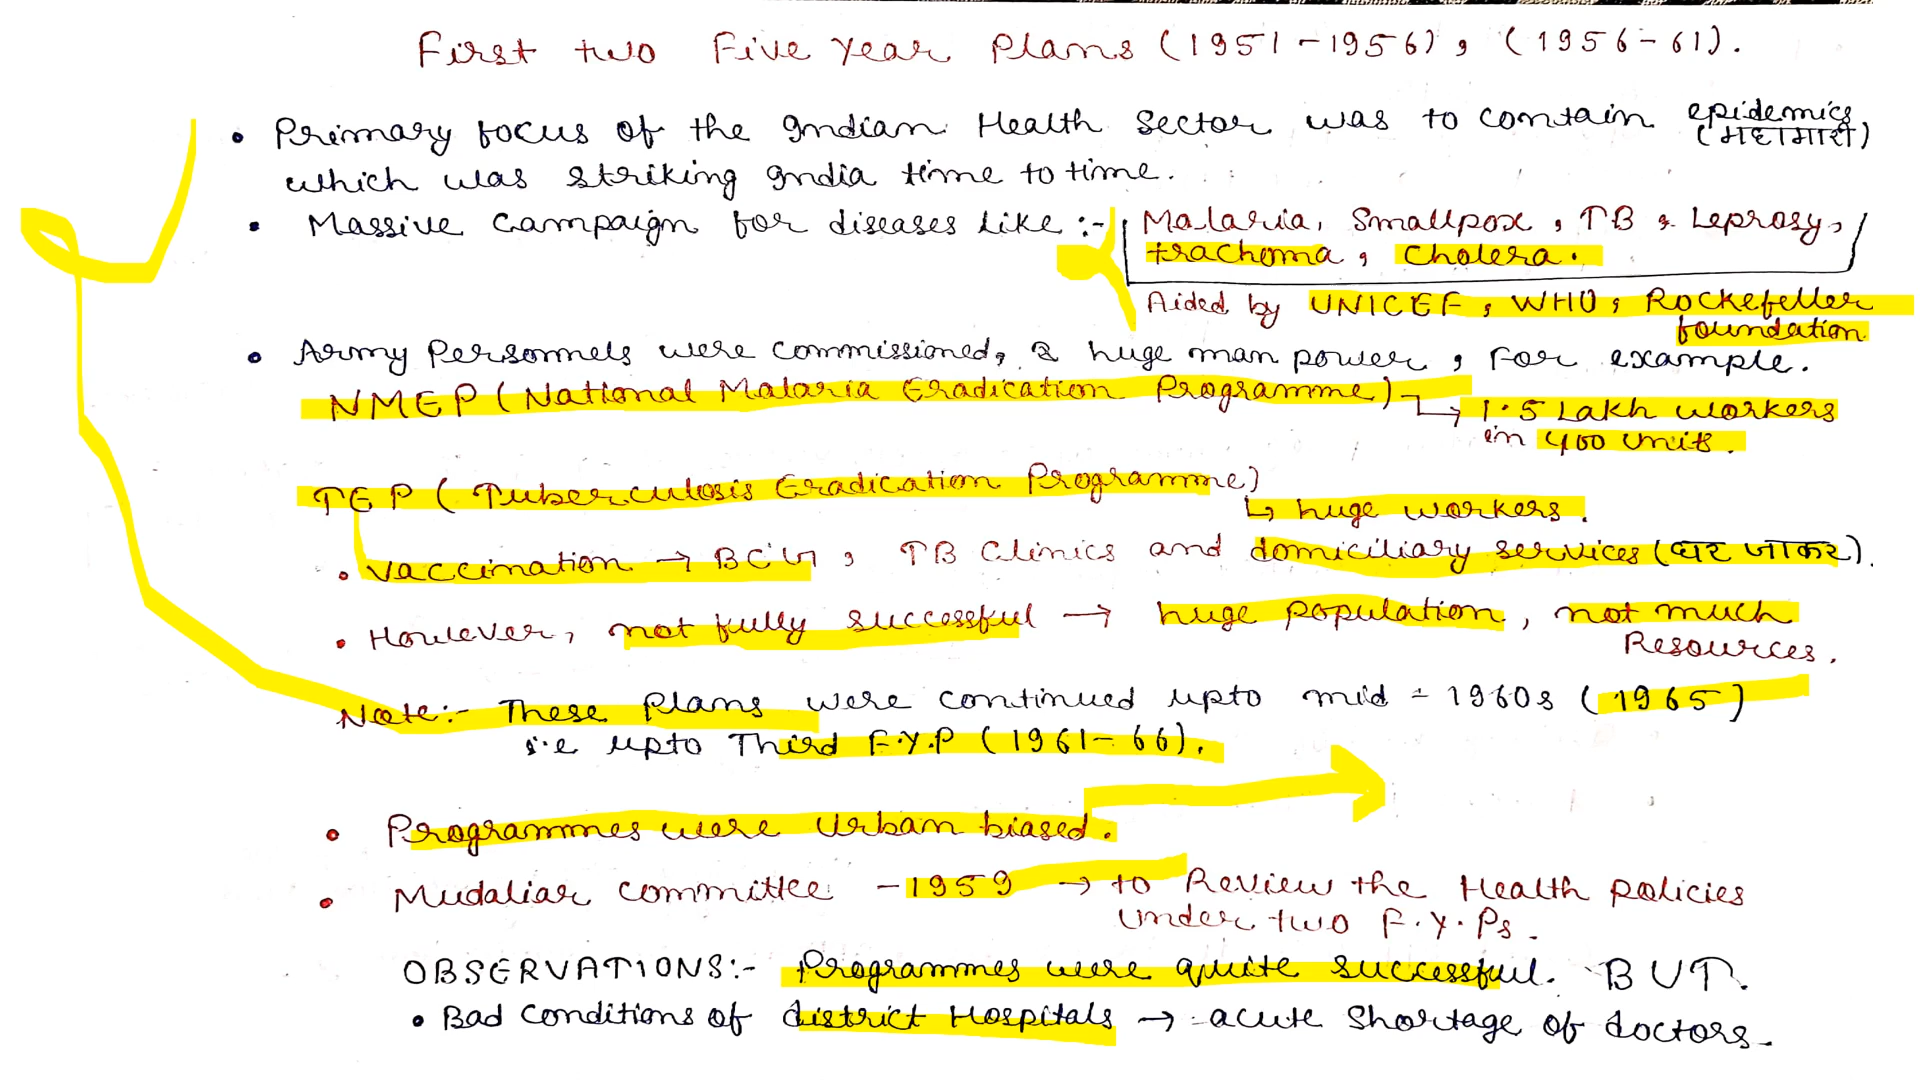 First two Five Year Plans (1951-1956), (1956-61).
• Primary focus of the Indian Health Sector was to contain epidemics
(महामारी)
which was striking India time to time.
• Massive campaign for diseases like :- Malaria, Smallpox, TB, Leprosy,
trachoma, Cholera.
Aided by UNICEF, WHO, Rockefeller
foundation
• Army Personnels were commissioned, & huge man power, For example.
NMEP (National Malaria Eradication Programme) ↳ 1.5 Lakh workers
in 400 units.
TEP (Tuberculosis Eradication Programme)
↳ huge workers.
• Vaccination → BCG, TB Clinics and domiciliary services (घर जाकर).
• However, not fully successful → huge population, not much
Resources.
Note:- These Plans were continued upto mid - 1960s (1965)
i.e upto Third F.Y.P (1961-66).
• Programmes were Urban biased.
• Mudaliar committee -1959 → to Review the Health policies
under two F.Y.Ps.
OBSERVATIONS:- Programmes were quite successful. BUT.
• Bad Conditions of district Hospitals → acute shortage of doctors.